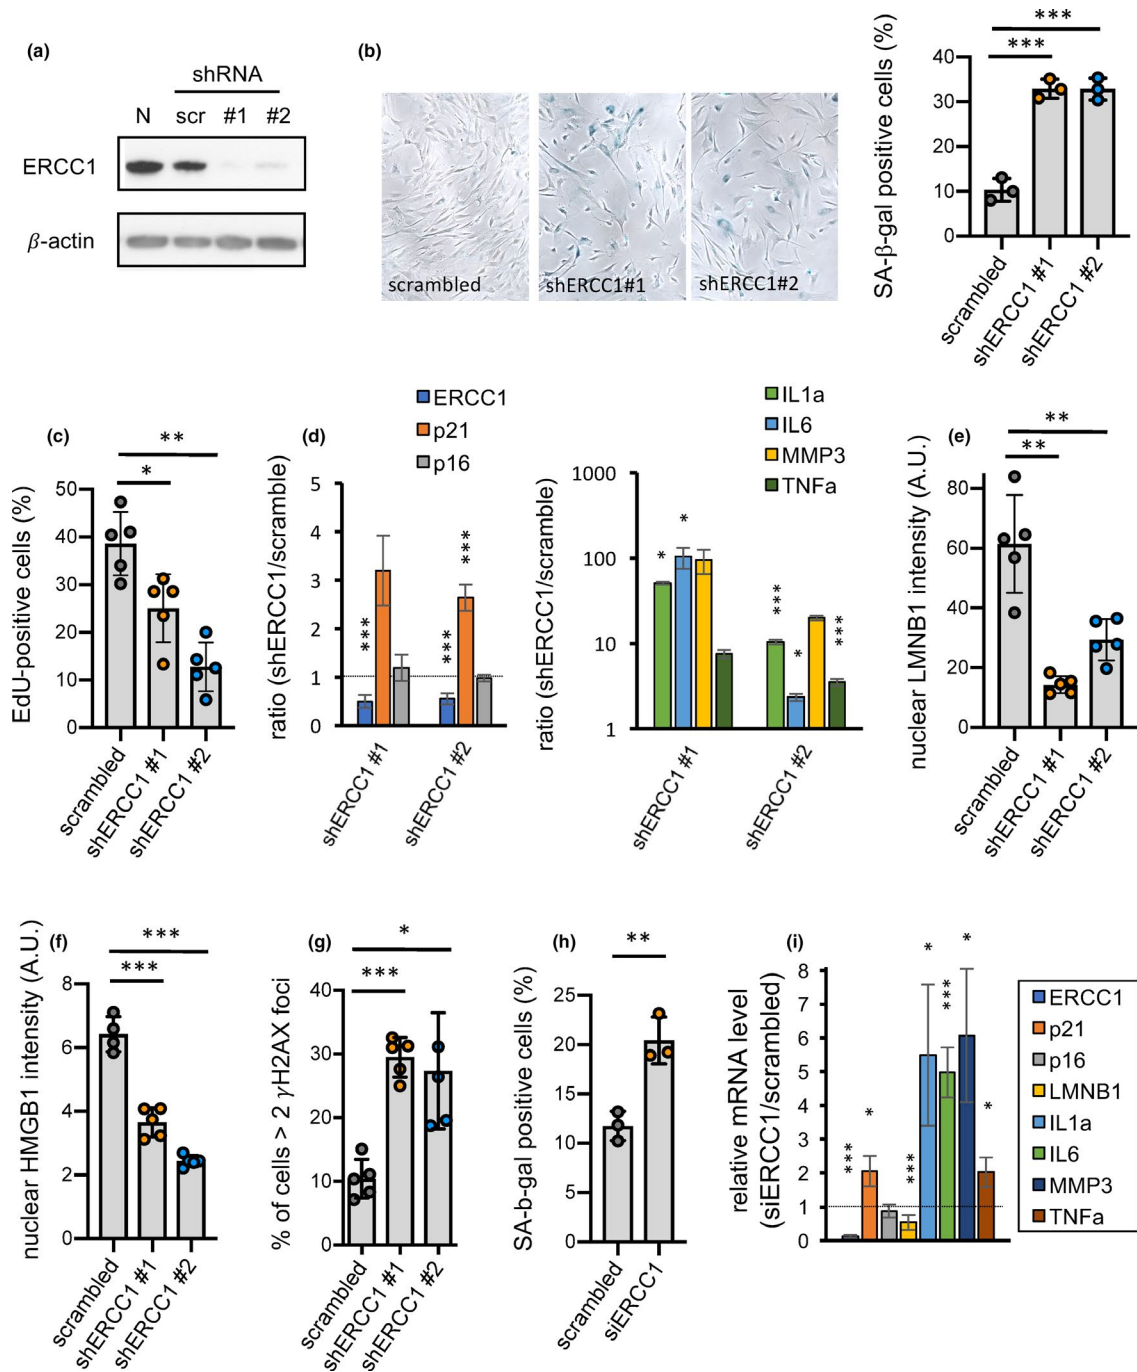 (a)
shRNA
N scr #1 #2
ERCC1
β-actin
(b)
scrambled
shERCC1#1
shERCC1#2
SA-β-gal positive cells (%)
40
30
20
10
0
***
***
scrambled
shERCC1 #1
shERCC1 #2
(c)
EdU-positive cells (%)
50
40
30
20
10
0
**
*
scrambled
shERCC1 #1
shERCC1 #2
(d)
ERCC1
p21
p16
ratio (shERCC1/scramble)
5
4
3
2
1
0
***
***
***
shERCC1 #1
shERCC1 #2
IL1a
IL6
MMP3
TNFa
ratio (shERCC1/scramble)
1000
100
10
1
*
*
***
*
***
shERCC1 #1
shERCC1 #2
(e)
nuclear LMNB1 intensity (A.U.)
80
60
40
20
0
**
**
scrambled
shERCC1 #1
shERCC1 #2
(f)
nuclear HMGB1 intensity (A.U.)
8
6
4
2
0
***
***
scrambled
shERCC1 #1
shERCC1 #2
(g)
% of cells > 2 γH2AX foci
40
30
20
10
0
*
***
scrambled
shERCC1 #1
shERCC1 #2
(h)
SA-b-gal positive cells (%)
25
20
15
10
5
0
**
scrambled
siERCC1
(i)
relative mRNA level
(siERCC1/scrambled)
8
7
6
5
4
3
2
1
0
***
*
***
*
***
*
*
ERCC1
p21
p16
LMNB1
IL1a
IL6
MMP3
TNFa